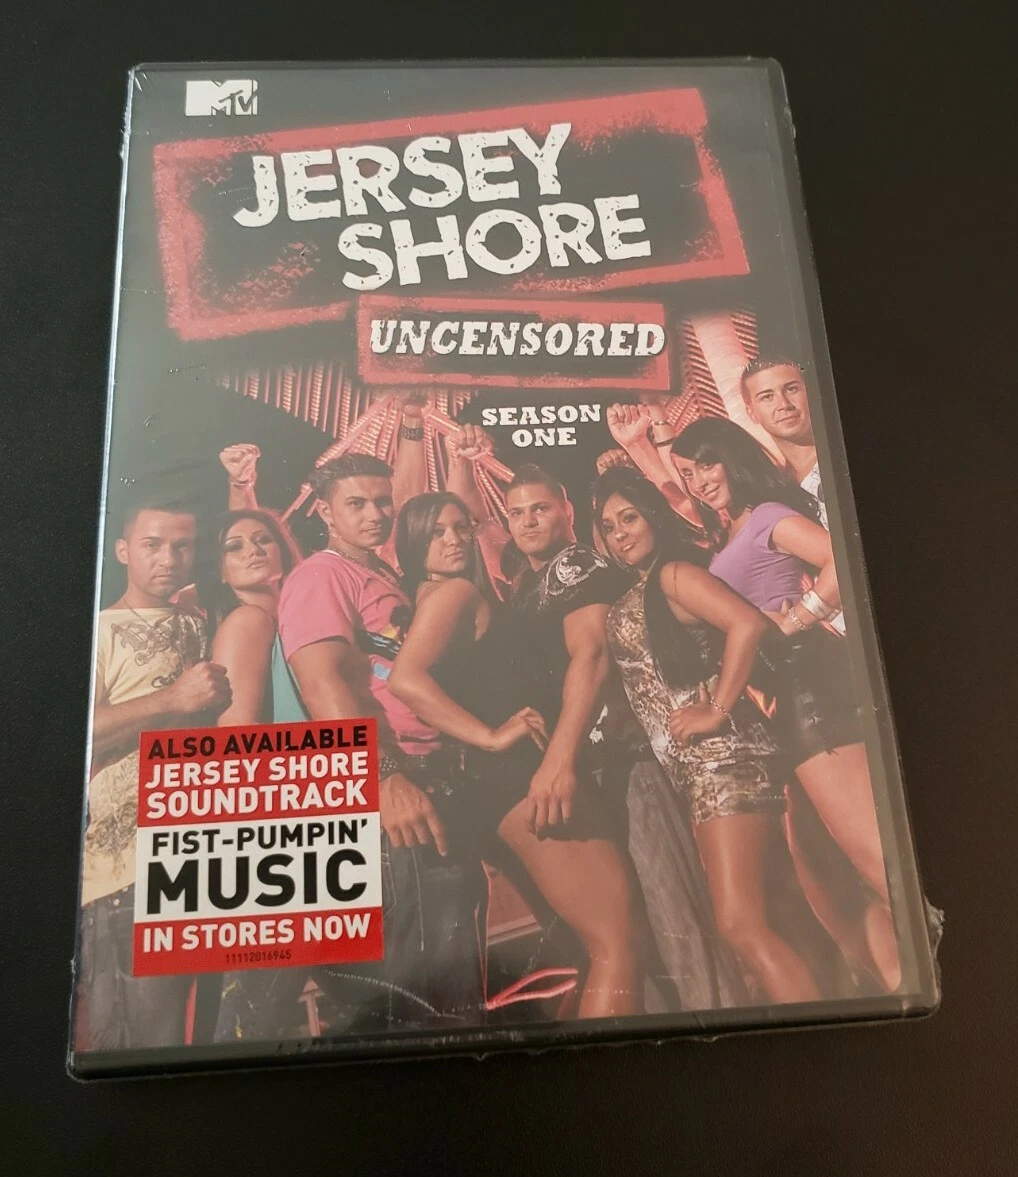 MTV
JERSEY
SHORE
UNCENSORED
SEASON
ONE
ALSO AVAILABLE
JERSEY SHORE
SOUNDTRACK
FIST-PUMPIN'
MUSIC
IN STORES NOW
11112016945